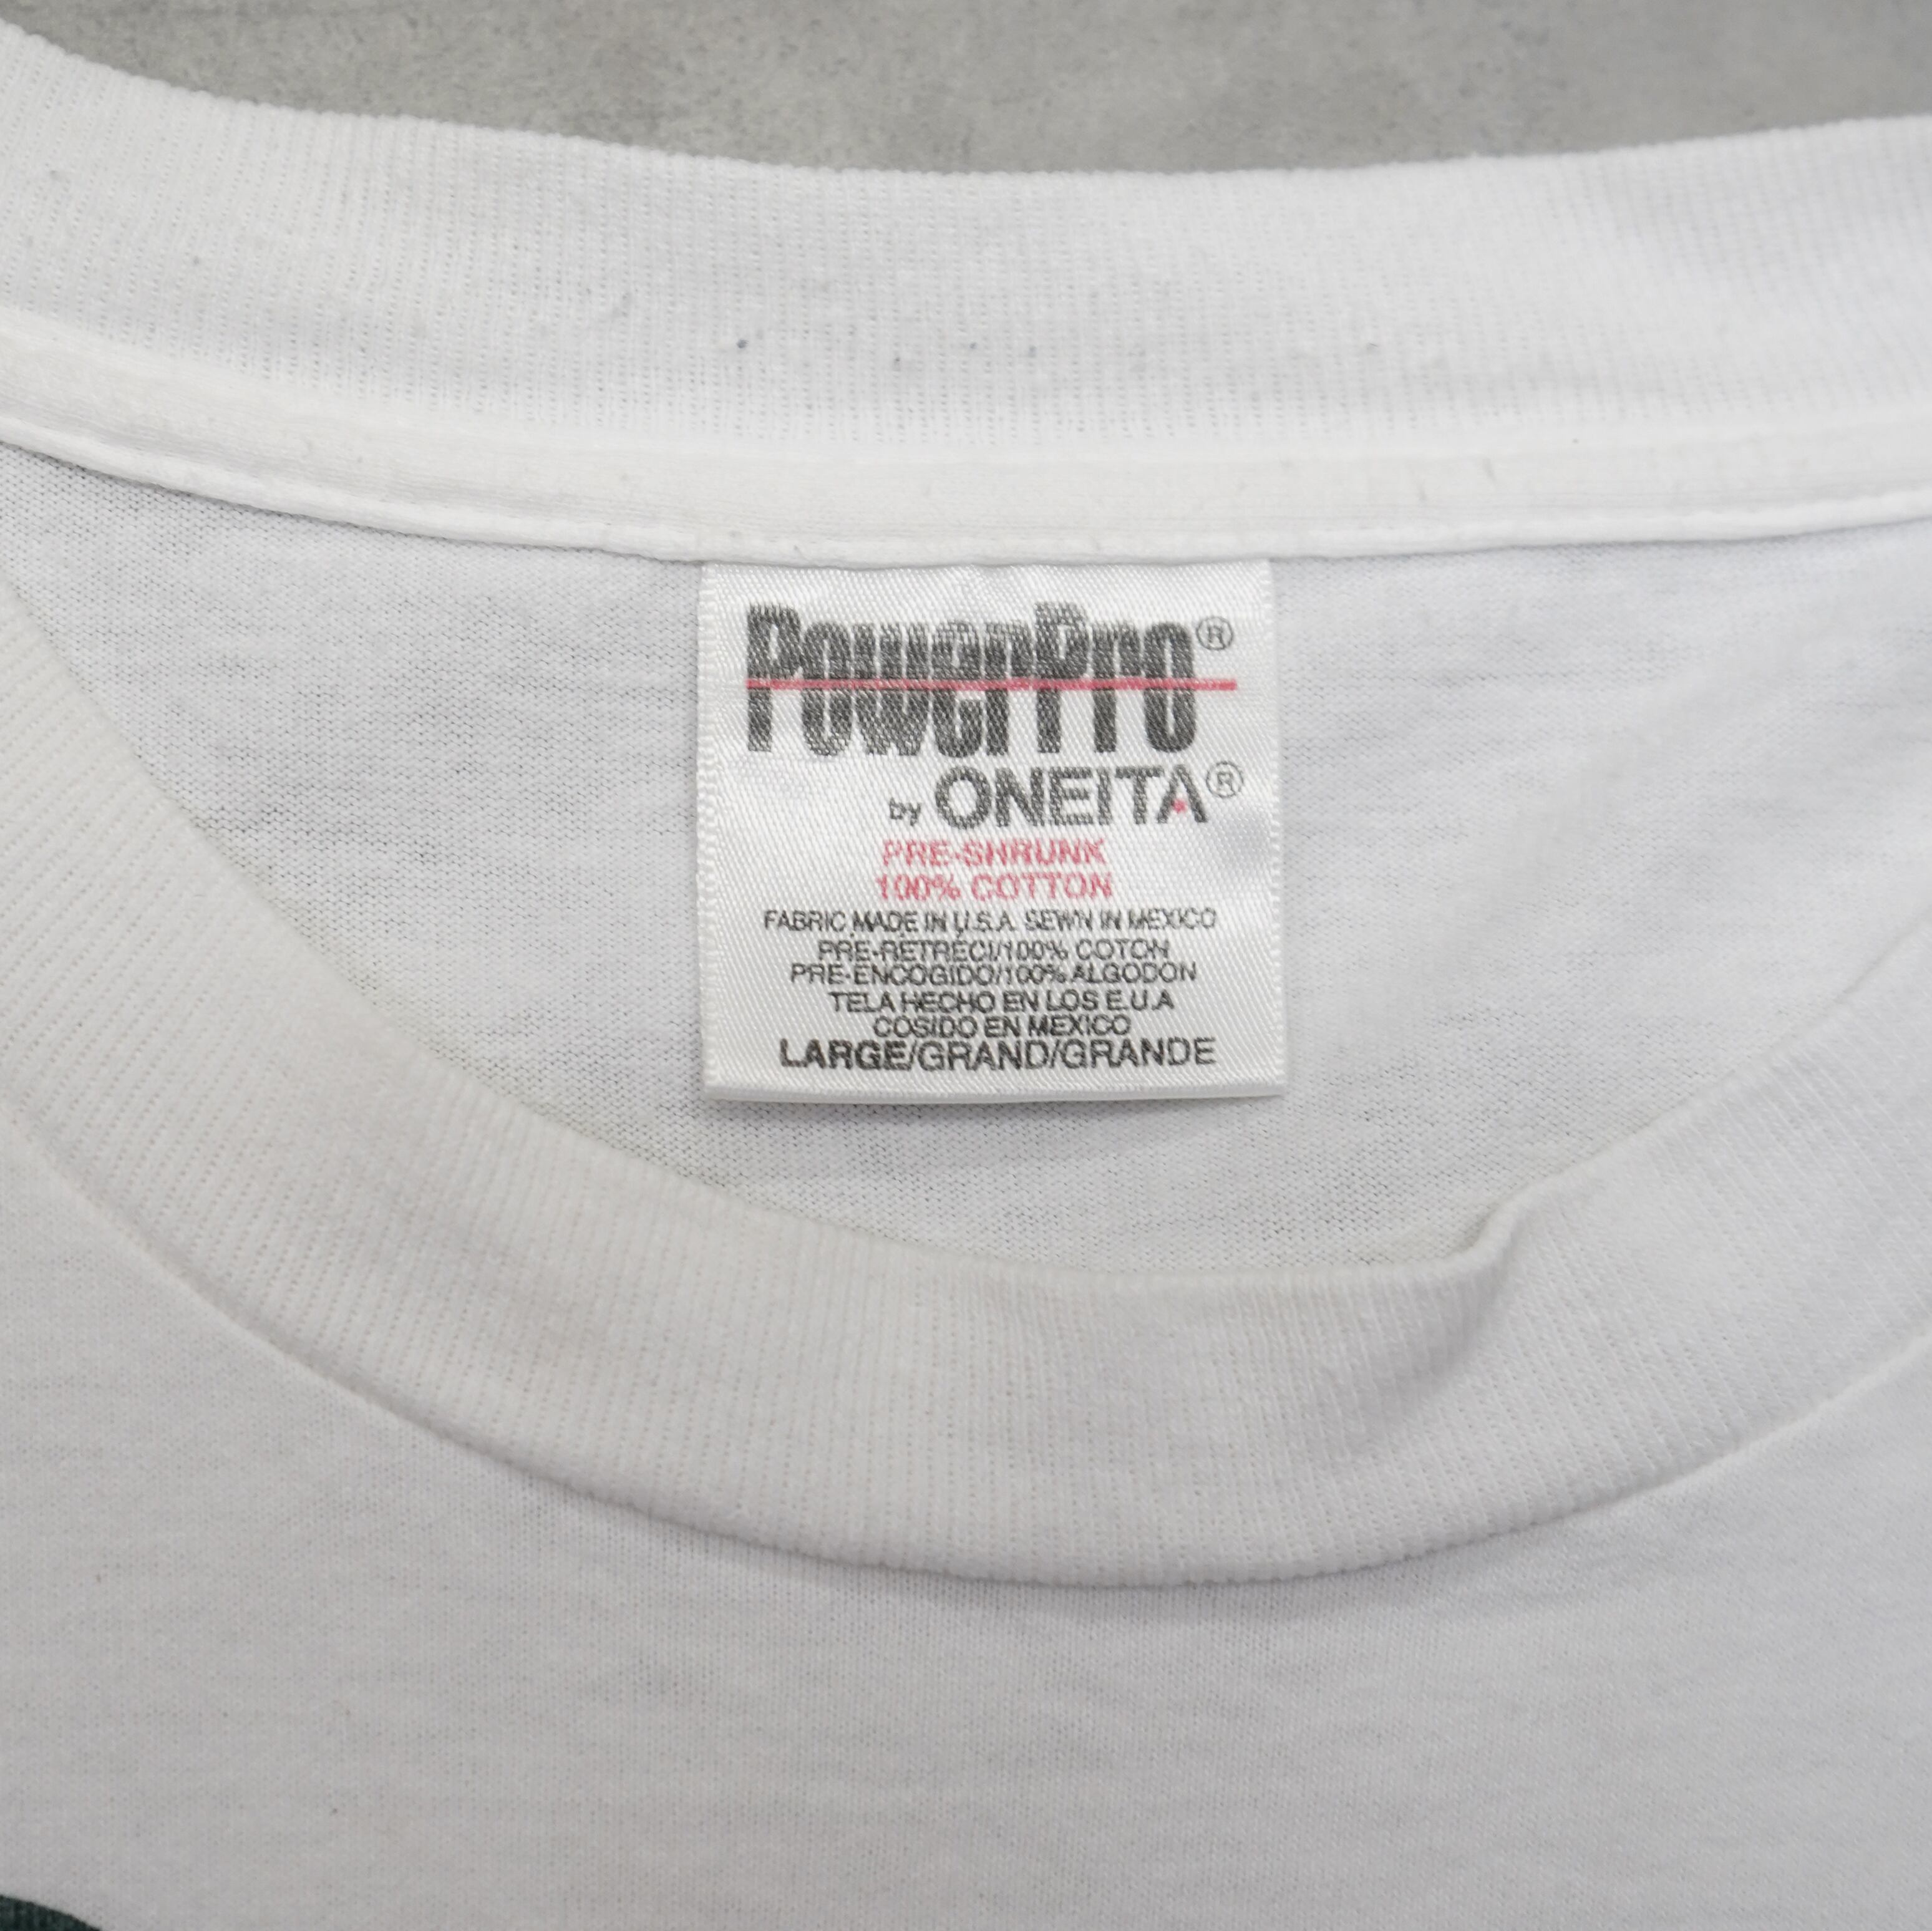 PowerPro®
by ONEITA®
PRE-SHRUNK
100% COTTON
FABRIC MADE IN U.S.A. SEWN IN MEXICO
PRE-RETRECI/100% COTON
PRE-ENCOGIDO/100% ALGODON
TELA HECHO EN LOS E.U.A
COSIDO EN MEXICO
LARGE/GRAND/GRANDE